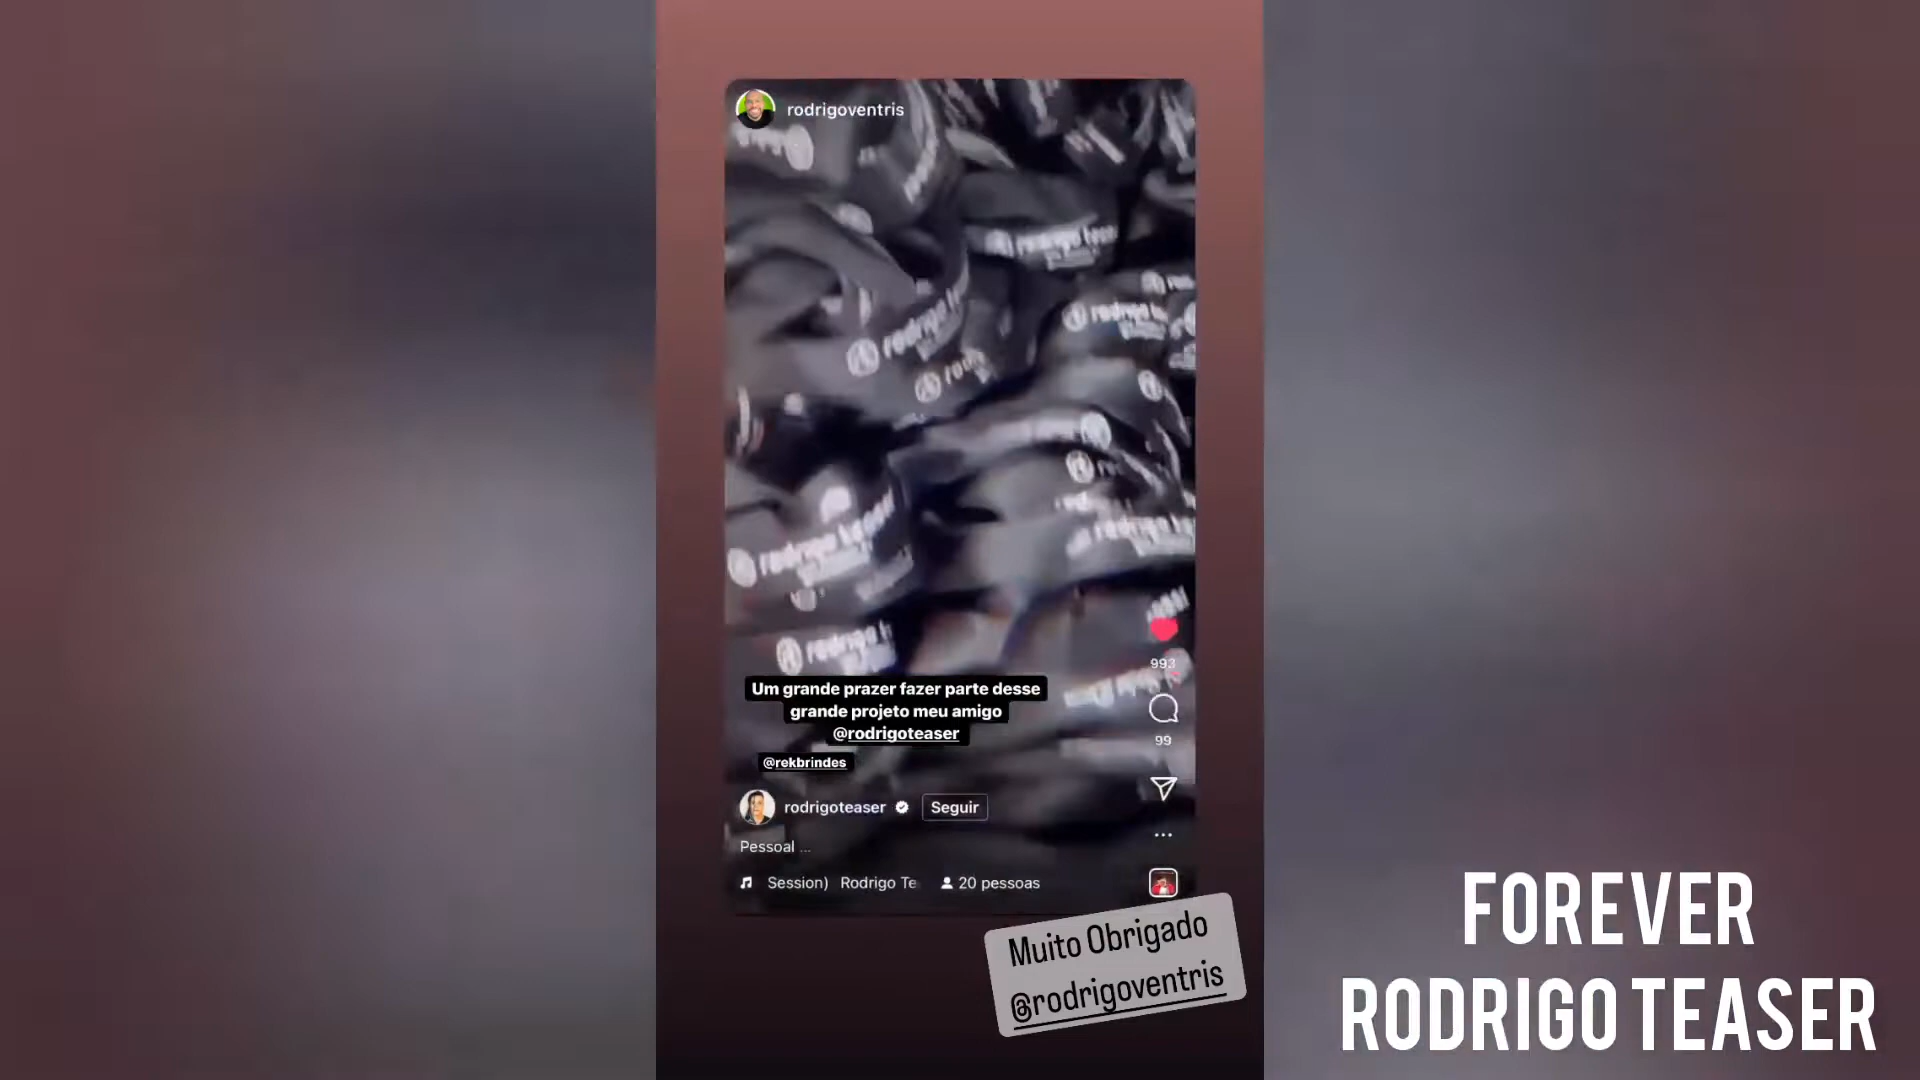 rodrigoventris
Um grande prazer fazer parte desse
grande projeto meu amigo
@rodrigoteaser
@rekbrindes
993
99
rodrigoteaser
Seguir
Pessoal ...
Session) Rodrigo Te
20 pessoas
Muito Obrigado
@rodrigoventris
FOREVER
RODRIGO TEASER